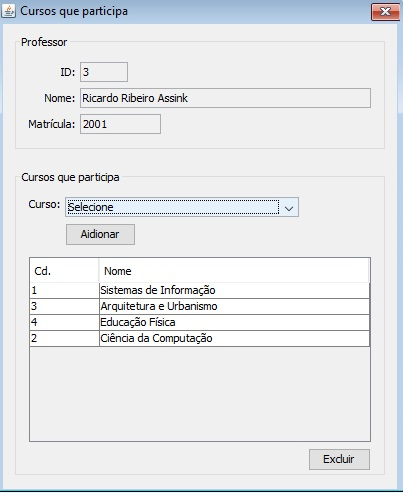 Cursos que participa
Professor
ID: 3
Nome: Ricardo Ribeiro Assink
Matrícula: 2001
Cursos que participa
Curso: Selecione
Aidionar
Cd. Nome
1 Sistemas de Informação
3 Arquitetura e Urbanismo
4 Educação Física
2 Ciência da Computação
Excluir